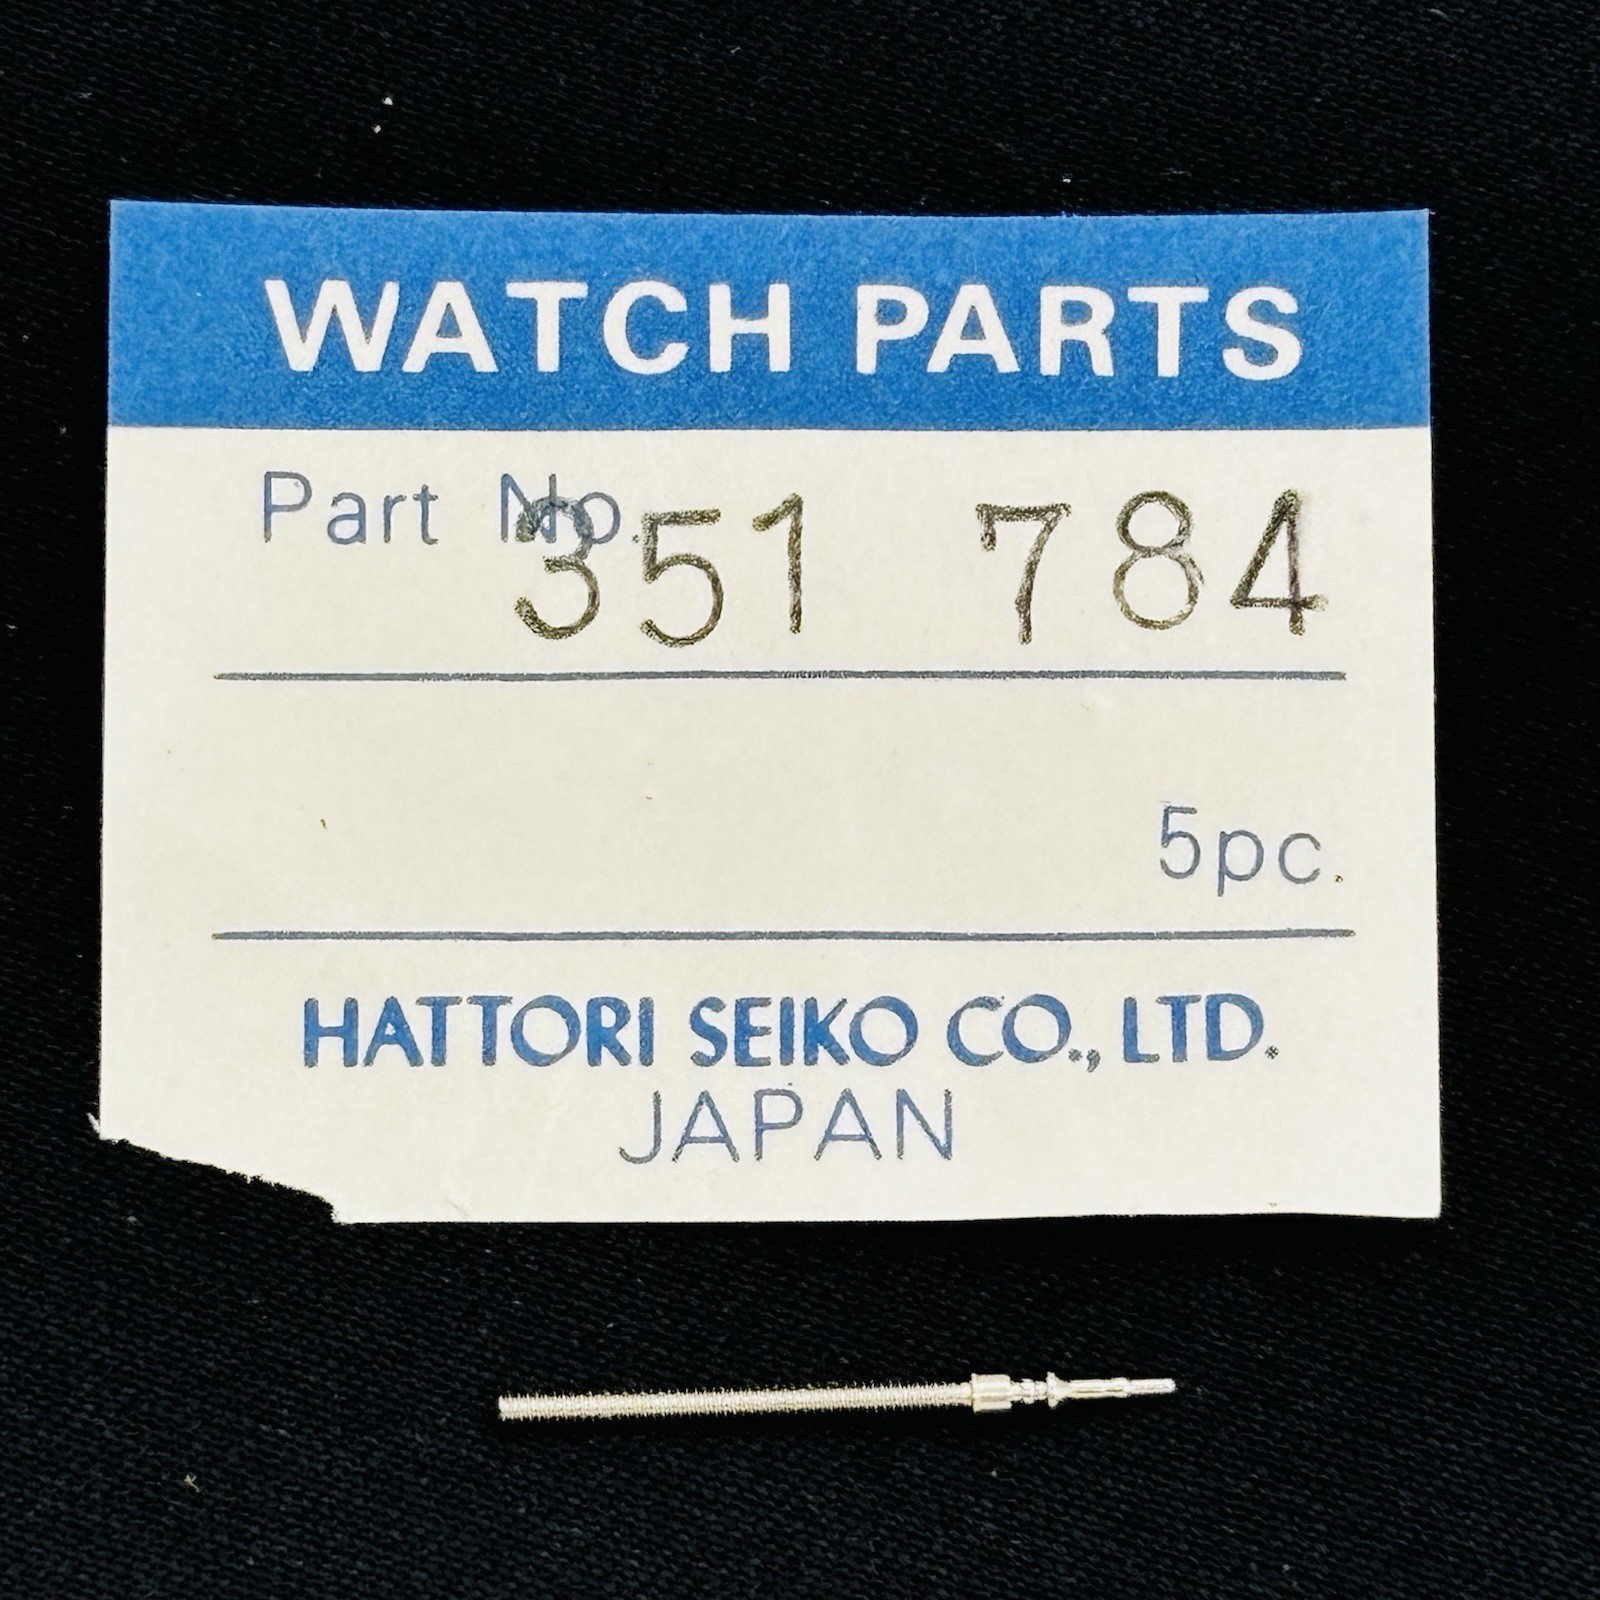 WATCH PARTS
Part No. 351 784
5pc.
HATTORI SEIKO CO., LTD.
JAPAN